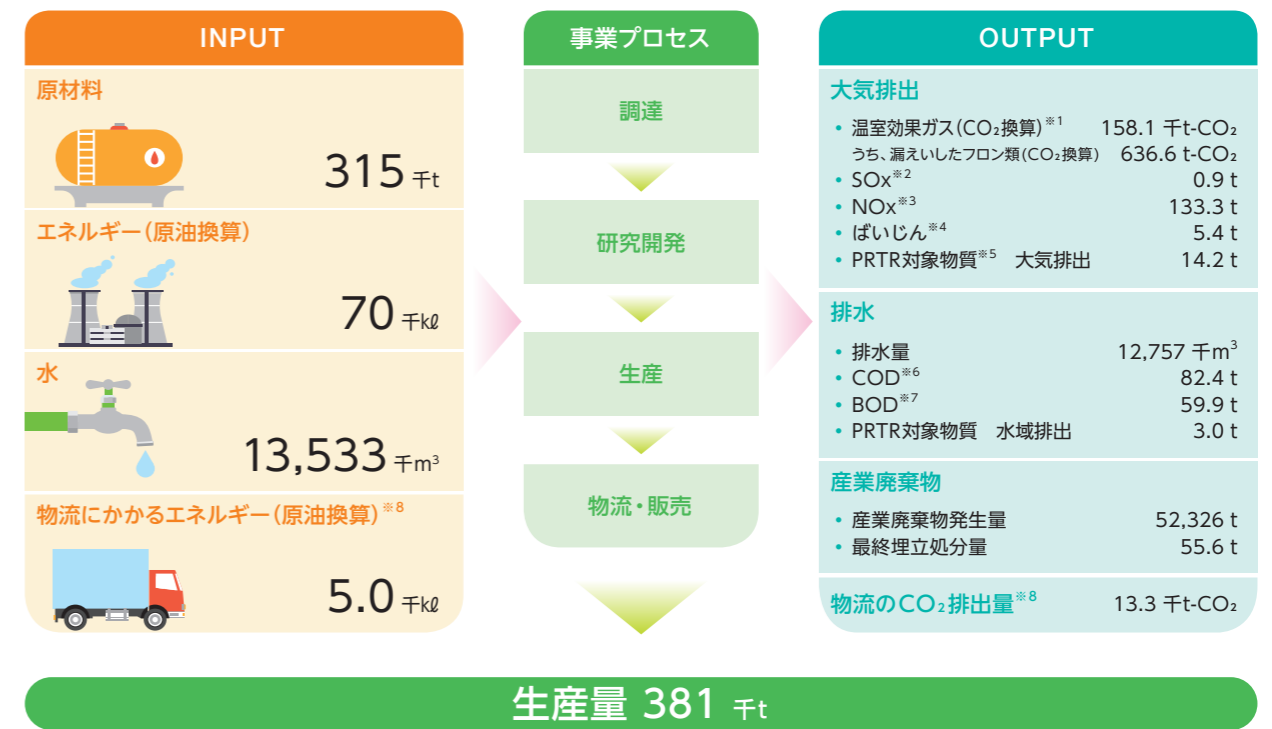 INPUT
原材料
315 千t
エネルギー(原油換算)
70 千kℓ
水
13,533 千m³
物流にかかるエネルギー(原油換算)※8
5.0 千kℓ
事業プロセス
調達
研究開発
生産
物流・販売
OUTPUT
大気排出
• 温室効果ガス(CO₂換算)※1 158.1 千t-CO₂
うち、漏えいしたフロン類(CO₂換算) 636.6 t-CO₂
• SOx※2 0.9 t
• NOx※3 133.3 t
• ばいじん※4 5.4 t
• PRTR対象物質※5 大気排出 14.2 t
排水
• 排水量 12,757 千m³
• COD※6 82.4 t
• BOD※7 59.9 t
• PRTR対象物質 水域排出 3.0 t
産業廃棄物
• 産業廃棄物発生量 52,326 t
• 最終埋立処分量 55.6 t
物流のCO₂排出量※8 13.3 千t-CO₂
生産量 381 千t